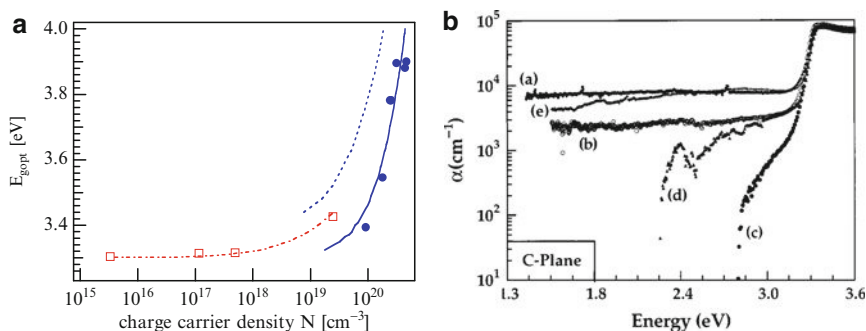 a
E_gopt [eV]
4.0
3.8
3.6
3.4
10^15 10^16 10^17 10^18 10^19 10^20
charge carrier density N [cm^−3]
b
α(cm^−1)
10^5
10^4
10^3
10^2
10^1
(a)
(e)
(b)
(d)
(c)
C-Plane
1.3 1.8 2.4 3.0 3.6
Energy (eV)